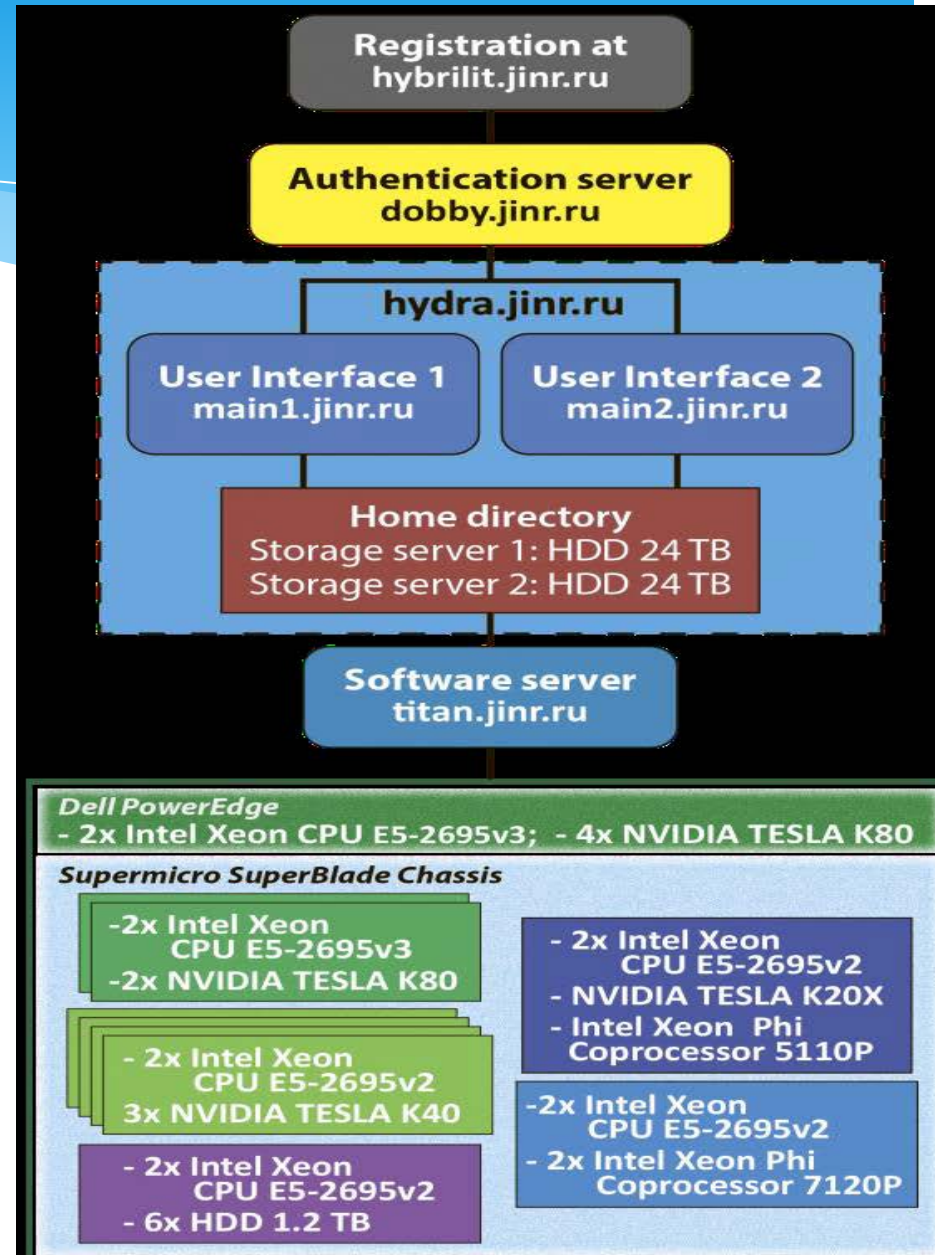 Registration at
hybrilit.jinr.ru
Authentication server
dobby.jinr.ru
hydra.jinr.ru
User Interface 1
main1.jinr.ru
User Interface 2
main2.jinr.ru
Home directory
Storage server 1: HDD 24 TB
Storage server 2: HDD 24 TB
Software server
titan.jinr.ru
Dell PowerEdge
- 2x Intel Xeon CPU E5-2695v3; - 4x NVIDIA TESLA K80
Supermicro SuperBlade Chassis
-2x Intel Xeon
CPU E5-2695v3
-2x NVIDIA TESLA K80
- 2x Intel Xeon
CPU E5-2695v2
3x NVIDIA TESLA K40
- 2x Intel Xeon
CPU E5-2695v2
- 6x HDD 1.2 TB
- 2x Intel Xeon
CPU E5-2695v2
- NVIDIA TESLA K20X
- Intel Xeon Phi
Coprocessor 5110P
-2x Intel Xeon
CPU E5-2695v2
- 2x Intel Xeon Phi
Coprocessor 7120P